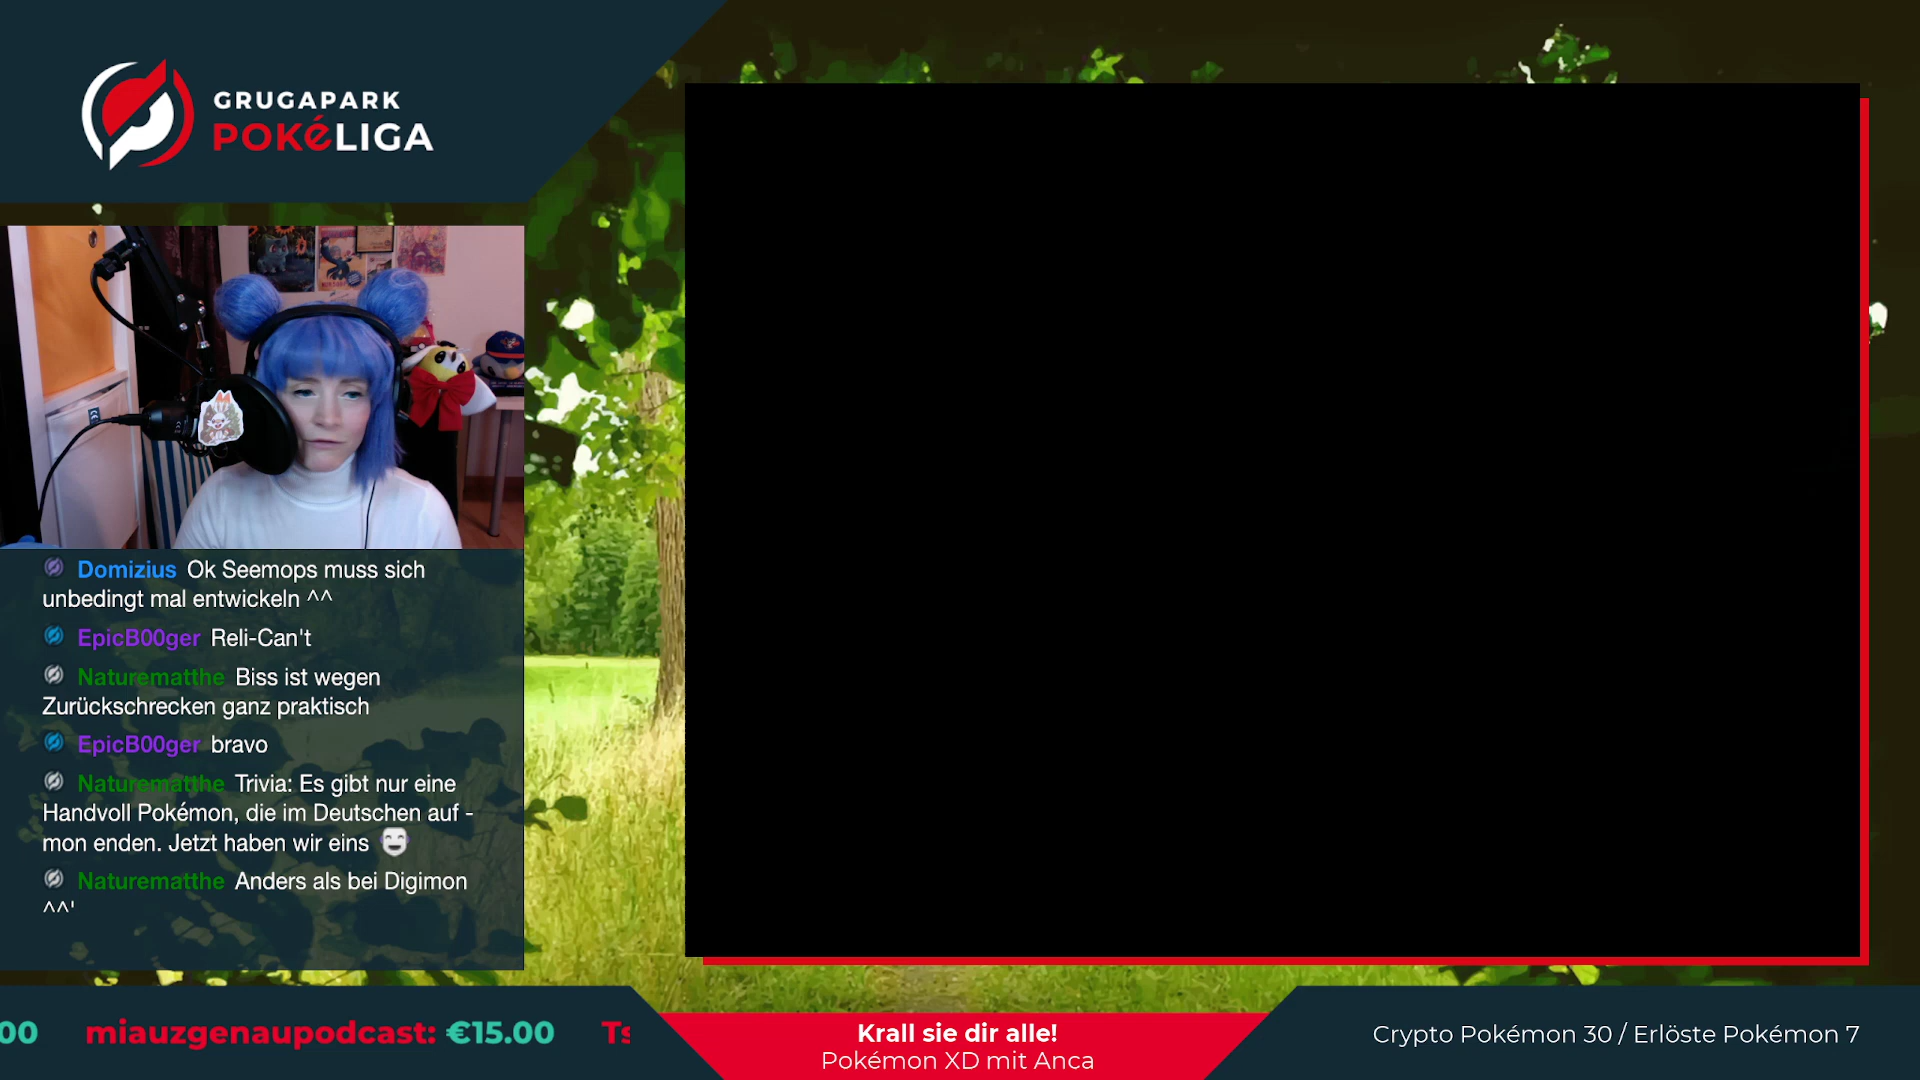 GRUGAPARK
POKéLIGA
Domizius Ok Seemops muss sich
unbedingt mal entwickeln ^^
EpicB00ger Reli-Can't
Naturematthe Biss ist wegen
Zurückschrecken ganz praktisch
EpicB00ger bravo
Naturematthe Trivia: Es gibt nur eine
Handvoll Pokémon, die im Deutschen auf -
mon enden. Jetzt haben wir eins
Naturematthe Anders als bei Digimon
^^'
00 miauzgenaupodcast: €15.00 Ts
Krall sie dir alle!
Pokémon XD mit Anca
Crypto Pokémon 30 / Erlöste Pokémon 7